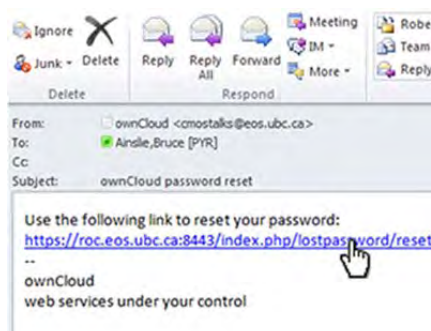 Ignore
Junk
Delete
Reply
Reply All
Forward
Meeting
IM
More
Robe
Team
Reply
Delete
Respond
From: ownCloud <cmostalks@eos.ubc.ca>
To: Ainslie,Bruce [PYR]
Cc:
Subject: ownCloud password reset
Use the following link to reset your password:
https://roc.eos.ubc.ca:8443/index.php/lostpassword/reset
--
ownCloud
web services under your control